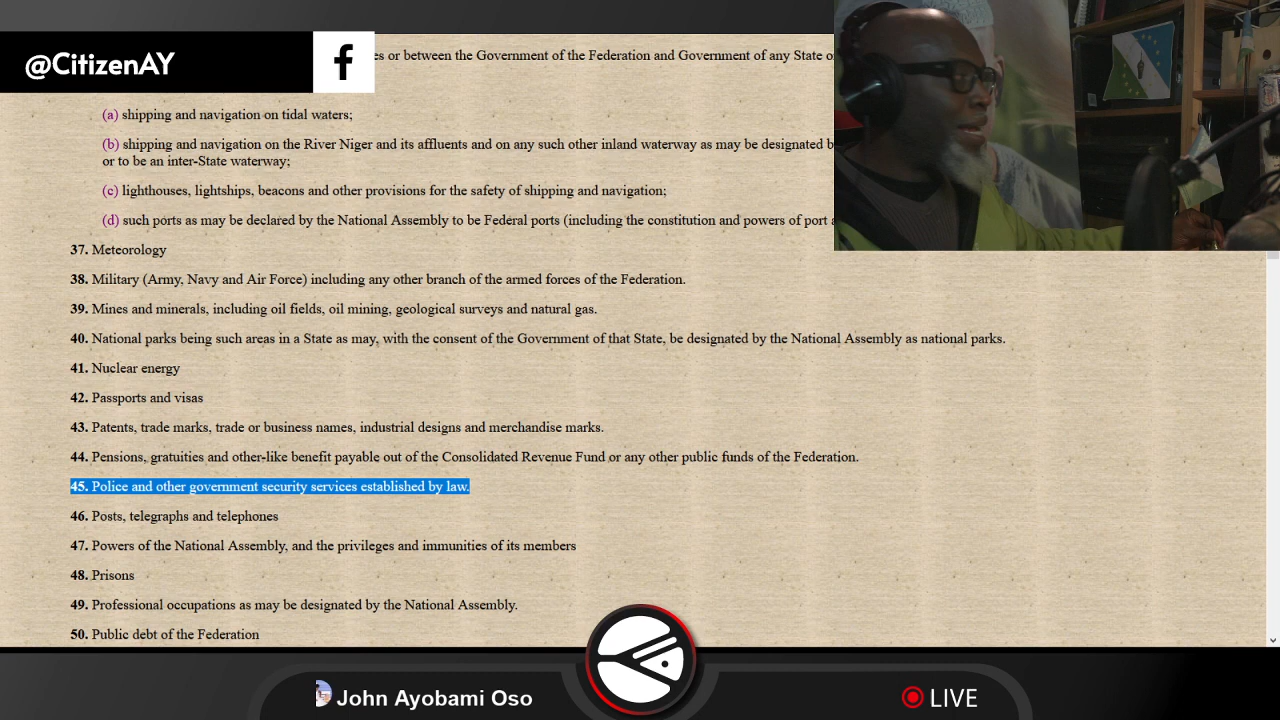 @CitizenAY
es or between the Government of the Federation and Government of any State o
(a) shipping and navigation on tidal waters;
(b) shipping and navigation on the River Niger and its affluents and on any such other inland waterway as may be designated b
or to be an inter-State waterway;
(c) lighthouses, lightships, beacons and other provisions for the safety of shipping and navigation;
(d) such ports as may be declared by the National Assembly to be Federal ports (including the constitution and powers of port a
37. Meteorology
38. Military (Army, Navy and Air Force) including any other branch of the armed forces of the Federation.
39. Mines and minerals, including oil fields, oil mining, geological surveys and natural gas.
40. National parks being such areas in a State as may, with the consent of the Government of that State, be designated by the National Assembly as national parks.
41. Nuclear energy
42. Passports and visas
43. Patents, trade marks, trade or business names, industrial designs and merchandise marks.
44. Pensions, gratuities and other-like benefit payable out of the Consolidated Revenue Fund or any other public funds of the Federation.
45. Police and other government security services established by law.
46. Posts, telegraphs and telephones
47. Powers of the National Assembly, and the privileges and immunities of its members
48. Prisons
49. Professional occupations as may be designated by the National Assembly.
50. Public debt of the Federation
John Ayobami Oso
LIVE